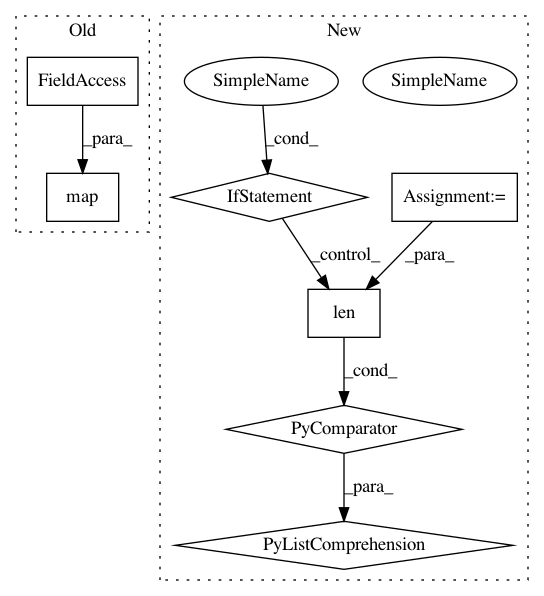 Old
New
FieldAccess
SimpleName
SimpleName
_para_
_cond_
map
IfStatement
Assignment:=
_control_
_para_
len
_cond_
PyComparator
_para_
PyListComprehension